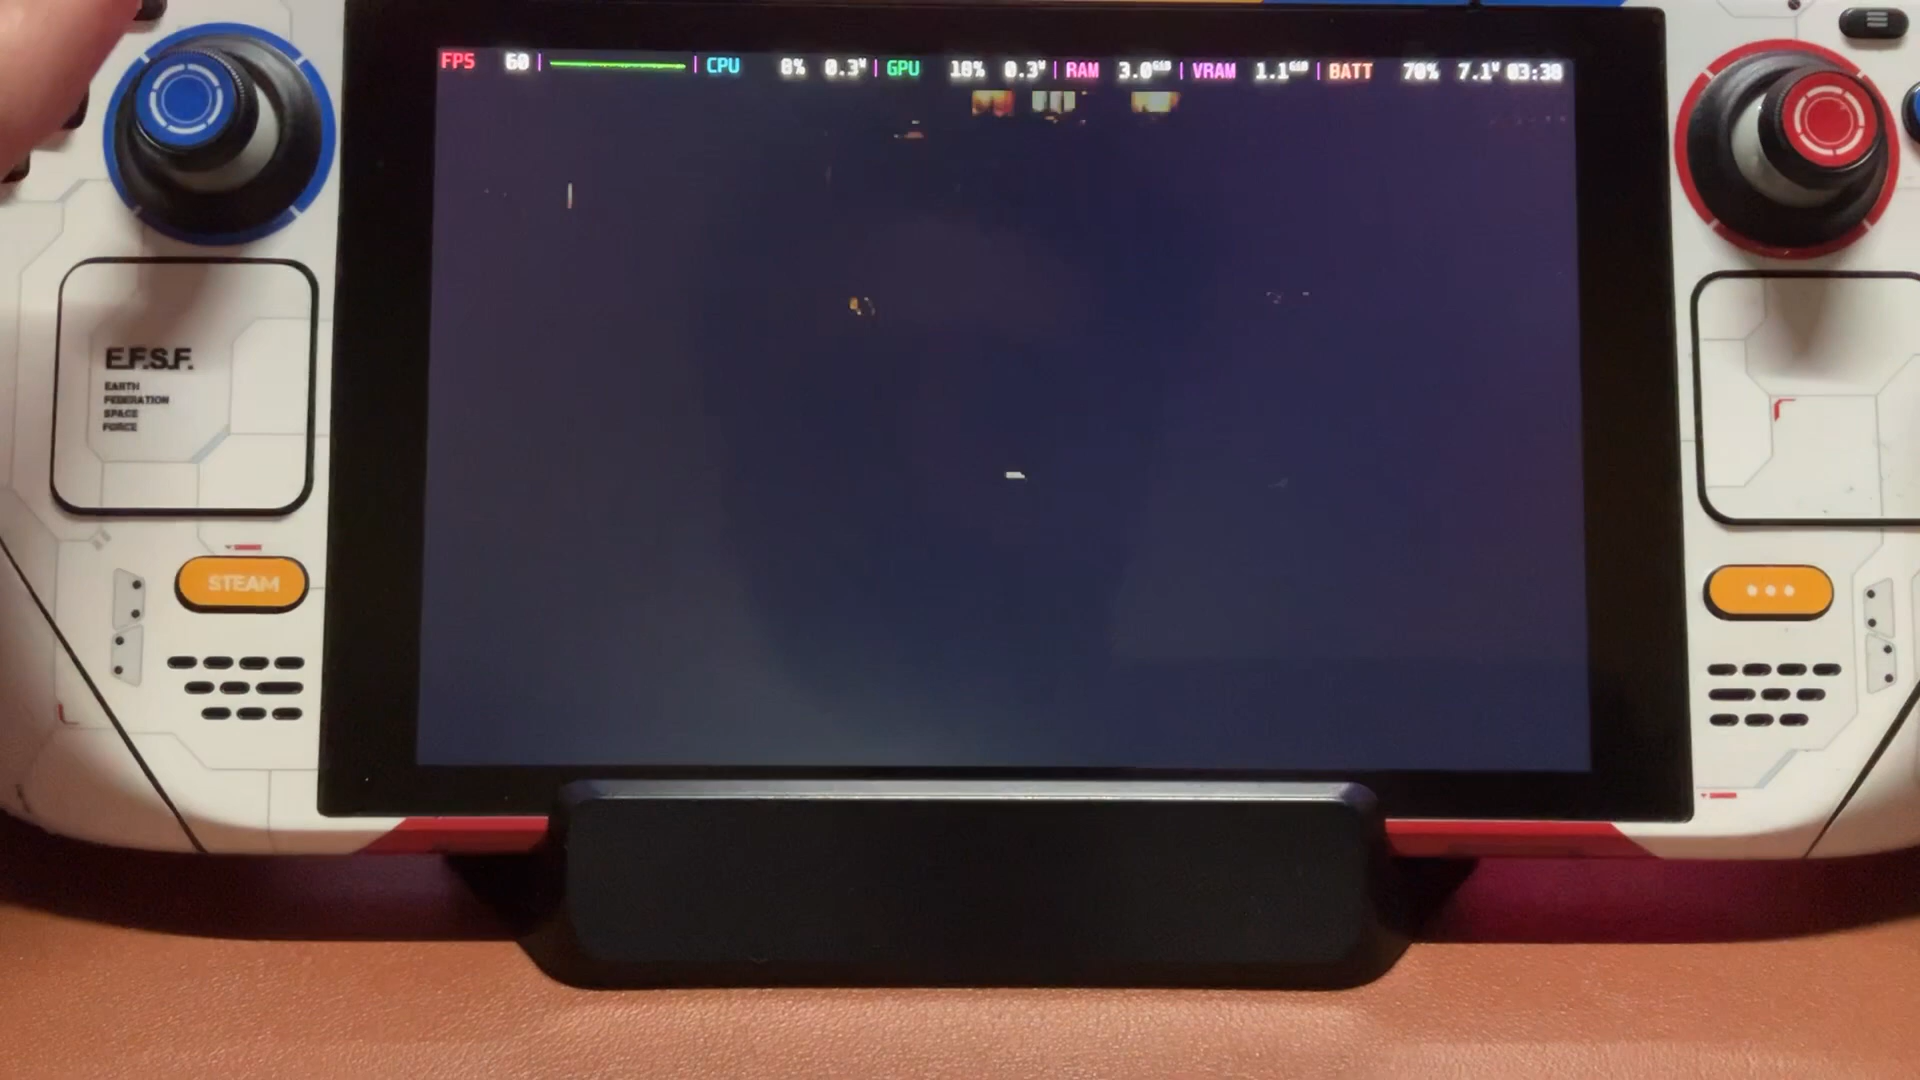 FPS 60 | | CPU 8% 0.3W | GPU 18% 0.3W | RAM 3.0GiB | VRAM 1.1GiB | BATT 70% 7.1W 03:38
E.F.S.F.
EARTH
FEDERATION
SPACE
FORCE
STEAM